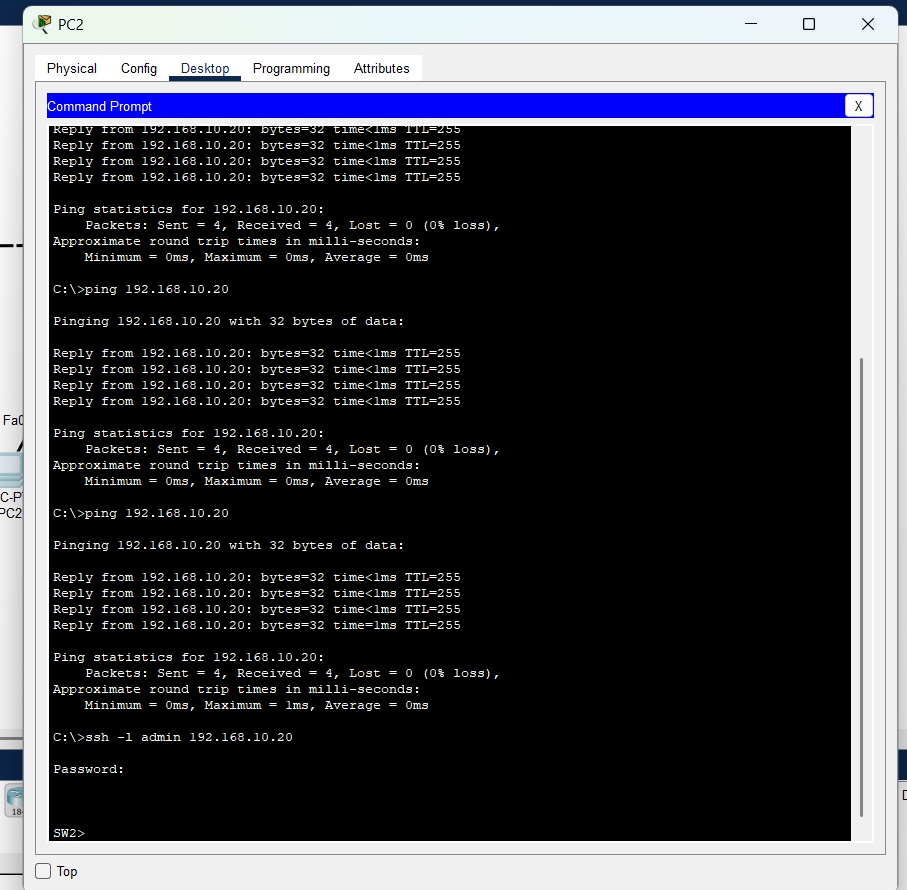 PC2
Physical Config Desktop Programming Attributes
Command Prompt
X
Reply from 192.168.10.20: bytes=32 time<1ms TTL=255
Reply from 192.168.10.20: bytes=32 time<1ms TTL=255
Reply from 192.168.10.20: bytes=32 time<1ms TTL=255
Reply from 192.168.10.20: bytes=32 time<1ms TTL=255
Ping statistics for 192.168.10.20:
Packets: Sent = 4, Received = 4, Lost = 0 (0% loss),
Approximate round trip times in milli-seconds:
Minimum = 0ms, Maximum = 0ms, Average = 0ms
C:\>ping 192.168.10.20
Pinging 192.168.10.20 with 32 bytes of data:
Reply from 192.168.10.20: bytes=32 time<1ms TTL=255
Reply from 192.168.10.20: bytes=32 time<1ms TTL=255
Reply from 192.168.10.20: bytes=32 time<1ms TTL=255
Reply from 192.168.10.20: bytes=32 time<1ms TTL=255
Ping statistics for 192.168.10.20:
Packets: Sent = 4, Received = 4, Lost = 0 (0% loss),
Approximate round trip times in milli-seconds:
Minimum = 0ms, Maximum = 0ms, Average = 0ms
C:\>ping 192.168.10.20
Pinging 192.168.10.20 with 32 bytes of data:
Reply from 192.168.10.20: bytes=32 time<1ms TTL=255
Reply from 192.168.10.20: bytes=32 time<1ms TTL=255
Reply from 192.168.10.20: bytes=32 time<1ms TTL=255
Reply from 192.168.10.20: bytes=32 time=1ms TTL=255
Ping statistics for 192.168.10.20:
Packets: Sent = 4, Received = 4, Lost = 0 (0% loss),
Approximate round trip times in milli-seconds:
Minimum = 0ms, Maximum = 1ms, Average = 0ms
C:\>ssh -l admin 192.168.10.20
Password:
SW2>
Top
Fa0
PC2